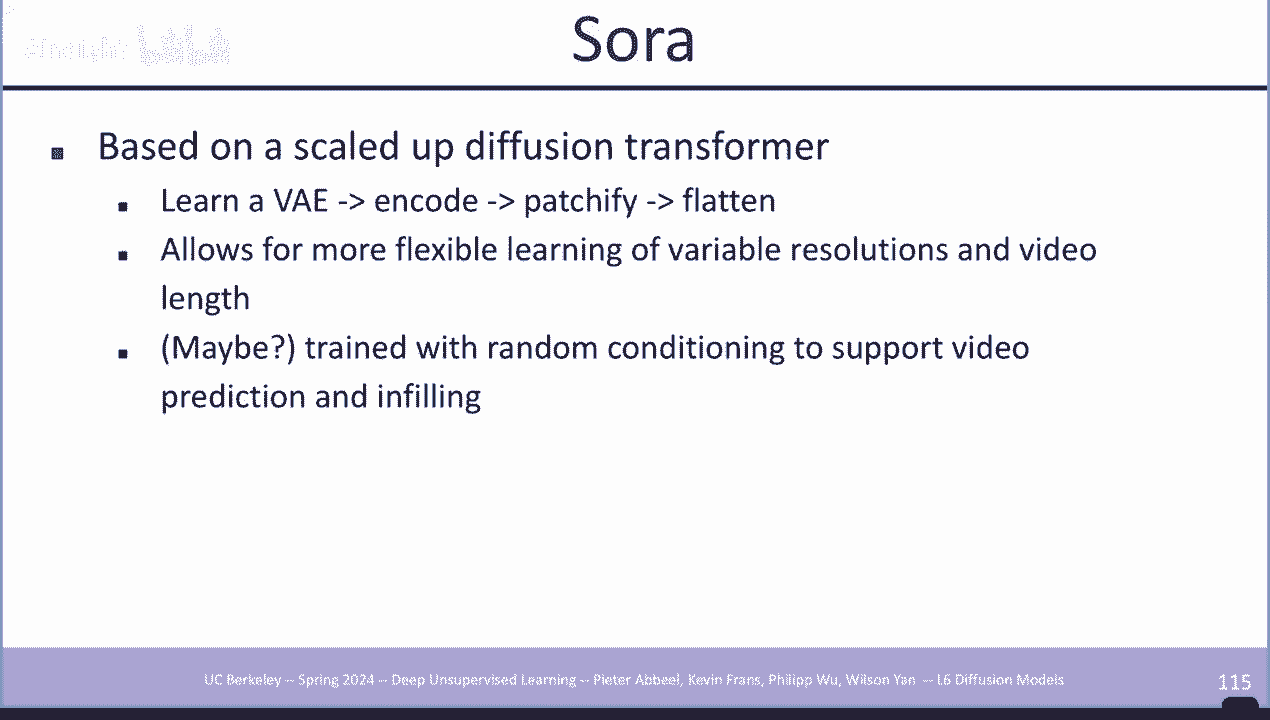 Sora
Based on a scaled up diffusion transformer
Learn a VAE -> encode -> patchify -> flatten
Allows for more flexible learning of variable resolutions and video
length
(Maybe?) trained with random conditioning to support video
prediction and infilling
UC Berkeley -- Spring 2024 -- Deep Unsupervised Learning -- Pieter Abbeel, Kevin Frans, Philipp Wu, Wilson Yan -- L6 Diffusion Models
115